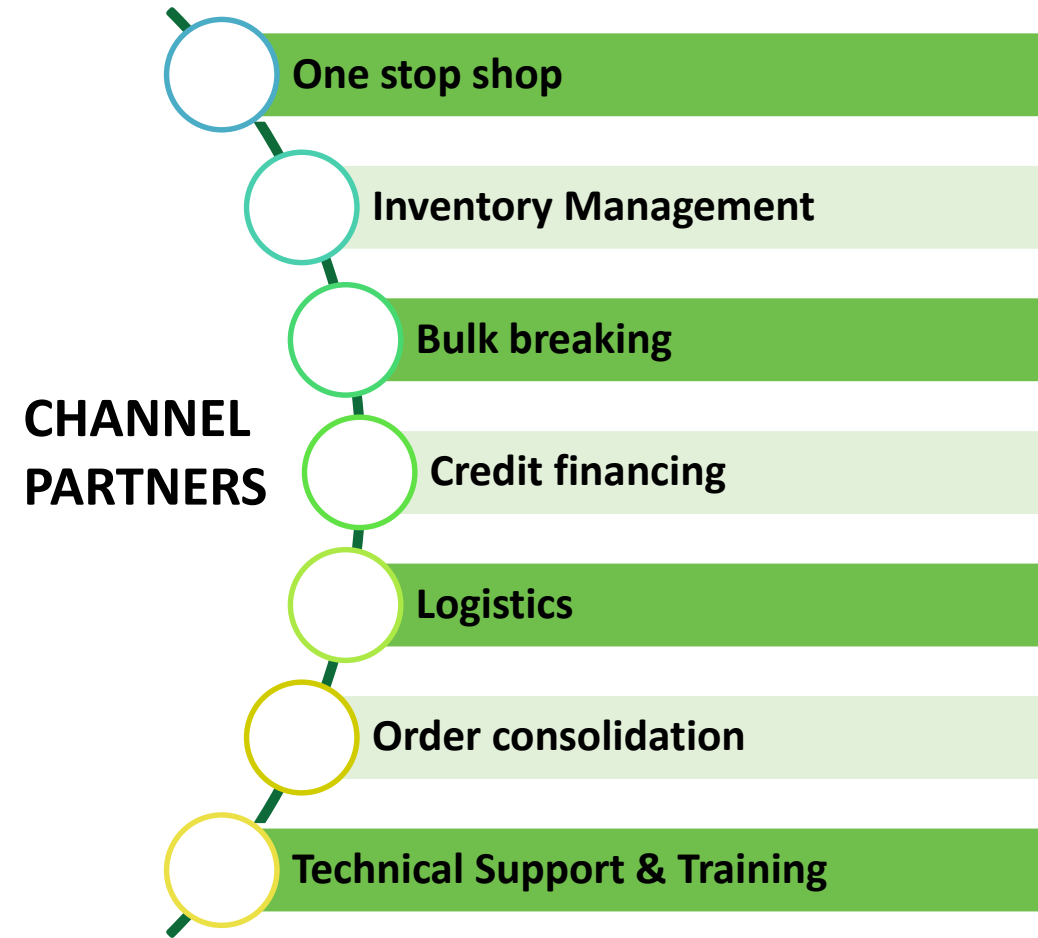 One stop shop
Inventory Management
Bulk breaking
CHANNEL
PARTNERS
Credit financing
Logistics
Order consolidation
Technical Support & Training